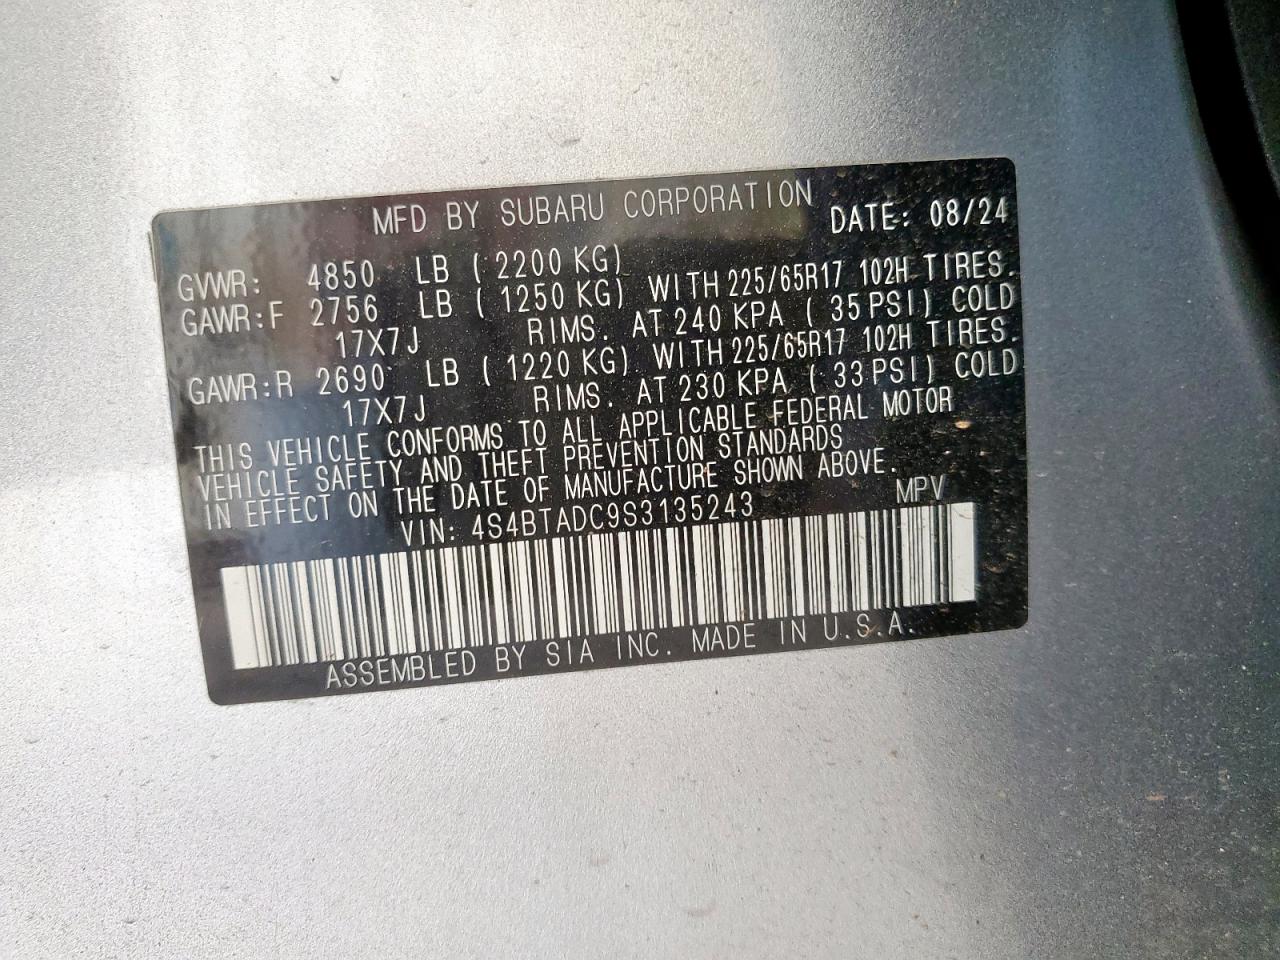 MFD BY SUBARU CORPORATION DATE: 08/24
GVWR: 4850 LB ( 2200 KG)
GAWR:F 2756 LB ( 1250 KG) WITH 225/65R17 102H TIRES.
17X7J RIMS. AT 240 KPA ( 35 PSI) COLD
GAWR:R 2690 LB ( 1220 KG) WITH 225/65R17 102H TIRES.
17X7J RIMS. AT 230 KPA ( 33 PSI) COLD
THIS VEHICLE CONFORMS TO ALL APPLICABLE FEDERAL MOTOR
VEHICLE SAFETY AND THEFT PREVENTION STANDARDS
IN EFFECT ON THE DATE OF MANUFACTURE SHOWN ABOVE.
VIN: 4S4BTADC9S3135243 MPV
ASSEMBLED BY SIA INC. MADE IN U.S.A.